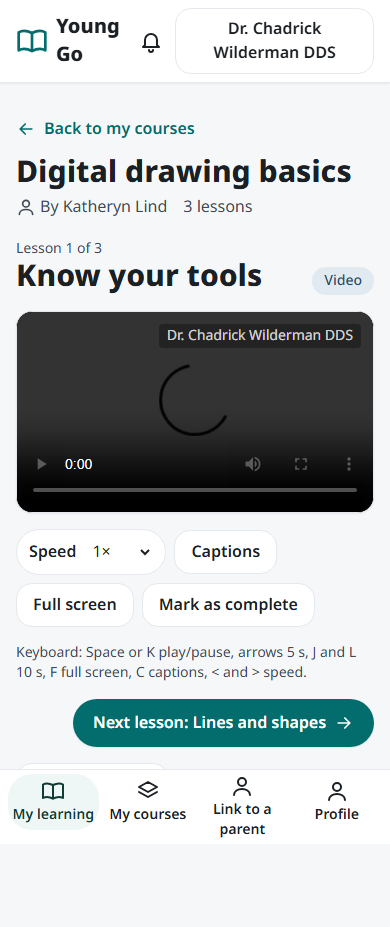 Young
Go
Dr. Chadrick
Wilderman DDS
Back to my courses
Digital drawing basics
By Katheryn Lind 3 lessons
Lesson 1 of 3
Know your tools
Video
Dr. Chadrick Wilderman DDS
0:00
Speed 1×
Captions
Full screen
Mark as complete
Keyboard: Space or K play/pause, arrows 5 s, J and L
10 s, F full screen, C captions, < and > speed.
Next lesson: Lines and shapes
My learning
My courses
Link to a
parent
Profile